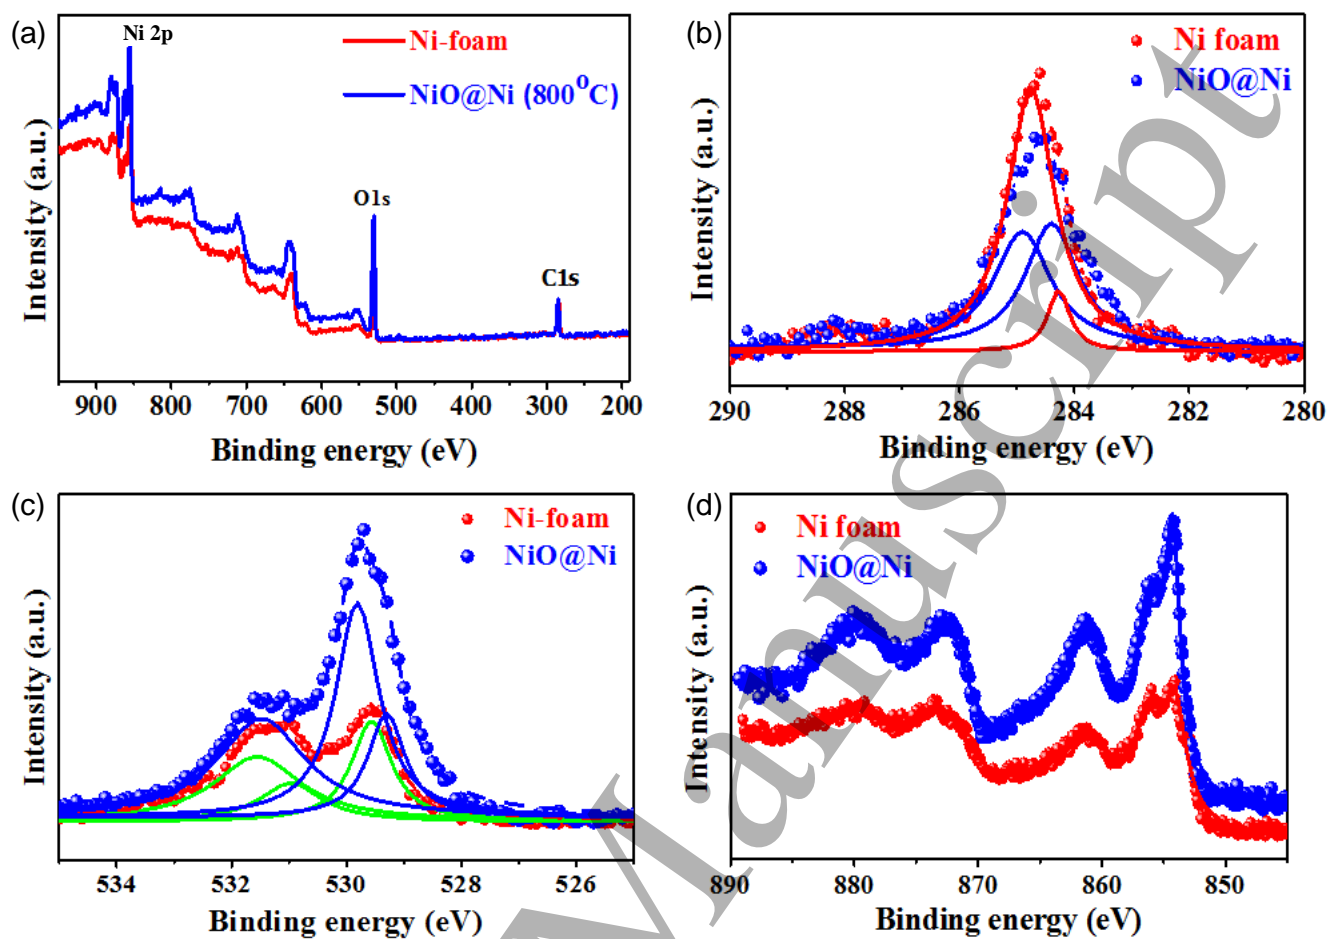 (a)
Ni 2p
Ni-foam
NiO@Ni (800⁰C)
O1s
C1s
Intensity (a.u.)
900 800 700 600 500 400 300 200
Binding energy (eV)
(b)
Ni foam
NiO@Ni
Intensity (a.u.)
290 288 286 284 282 280
Binding energy (eV)
(c)
Ni-foam
NiO@Ni
Intensity (a.u.)
534 532 530 528 526
Binding energy (eV)
(d)
Ni foam
NiO@Ni
Intensity (a.u.)
890 880 870 860 850
Binding energy (eV)
Manuscript